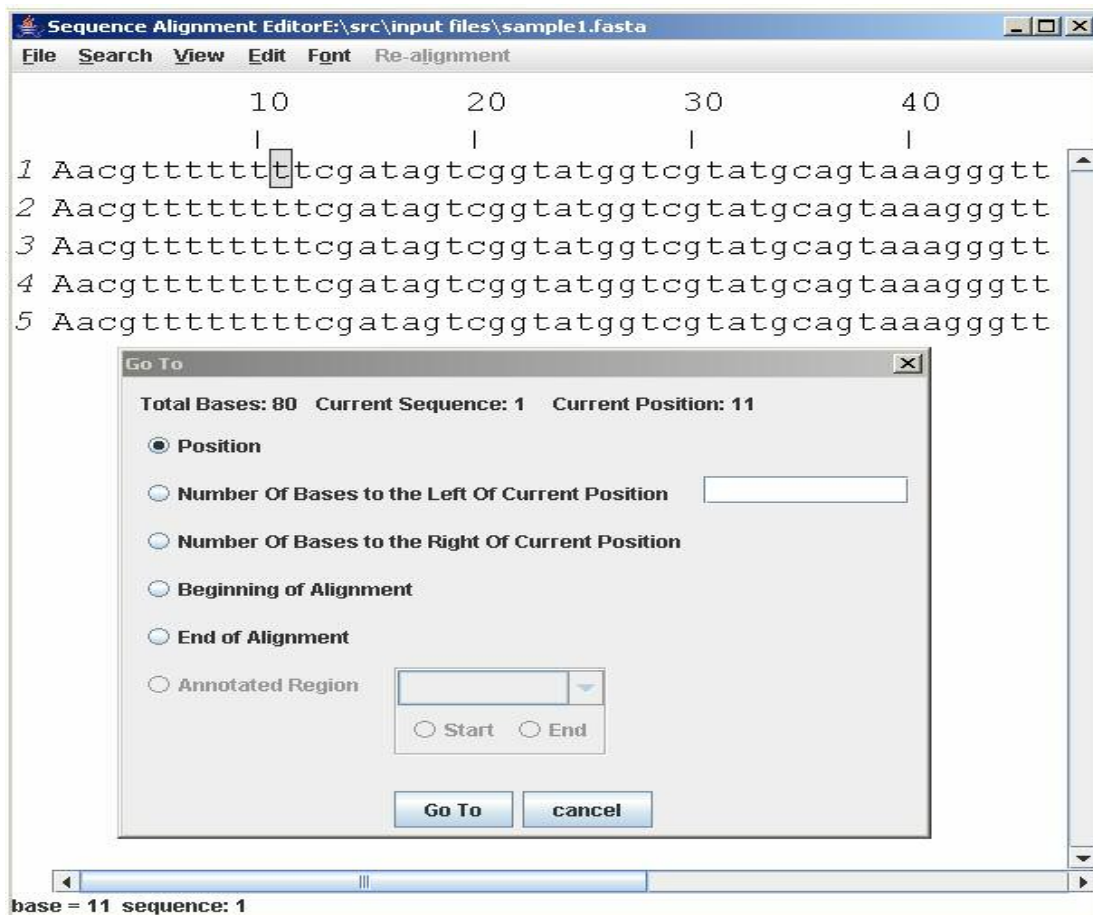 Sequence Alignment EditorE:\src\input files\sample1.fasta
File Search View Edit Font Re-alignment
10 20 30 40
1 Aacgttttttttcgatagtcggtatggtcgtatgcagtaaagggtt
2 Aacgttttttttcgatagtcggtatggtcgtatgcagtaaagggtt
3 Aacgttttttttcgatagtcggtatggtcgtatgcagtaaagggtt
4 Aacgttttttttcgatagtcggtatggtcgtatgcagtaaagggtt
5 Aacgttttttttcgatagtcggtatggtcgtatgcagtaaagggtt
Go To
Total Bases: 80 Current Sequence: 1 Current Position: 11
Position
Number Of Bases to the Left Of Current Position
Number Of Bases to the Right Of Current Position
Beginning of Alignment
End of Alignment
Annotated Region
Start End
Go To cancel
base = 11 sequence: 1